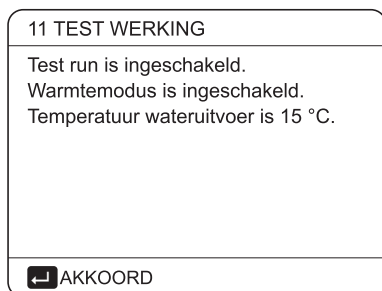 11 TEST WERKING
Test run is ingeschakeld.
Warmtemodus is ingeschakeld.
Temperatuur wateruitvoer is 15 °C.
AKKOORD